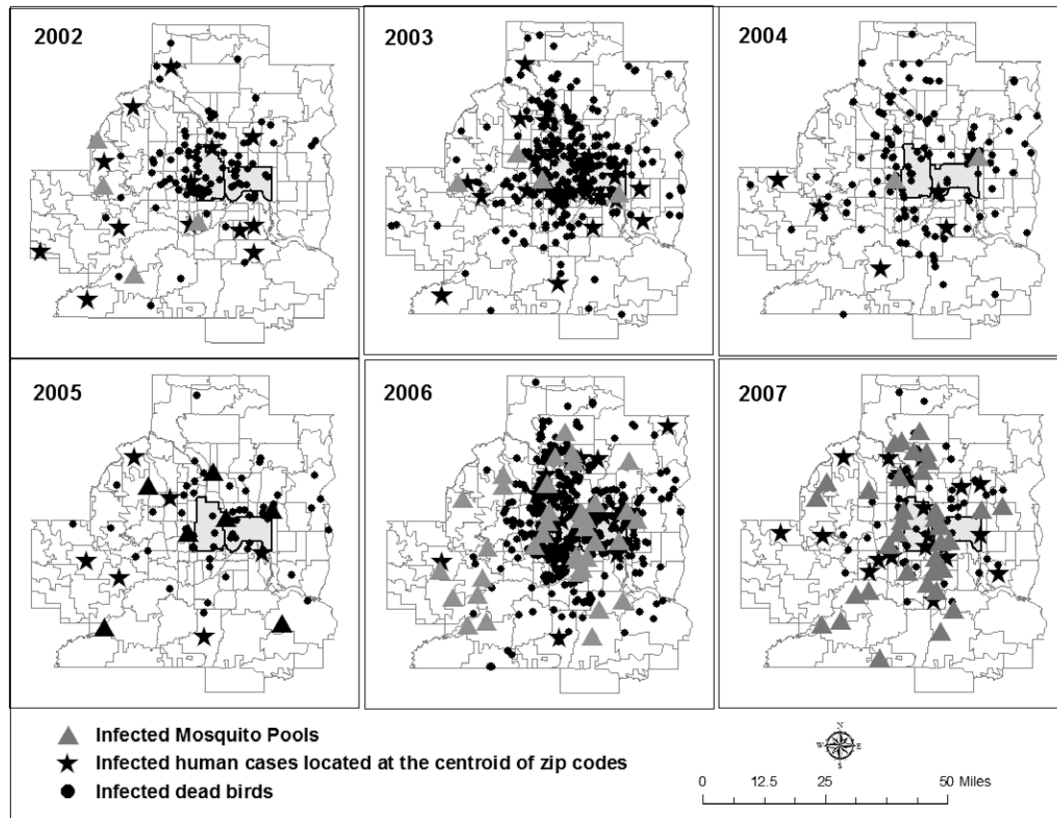 2002
2003
2004
2005
2006
2007
Infected Mosquito Pools
Infected human cases located at the centroid of zip codes
Infected dead birds
N
W E
S
0 12.5 25 50 Miles